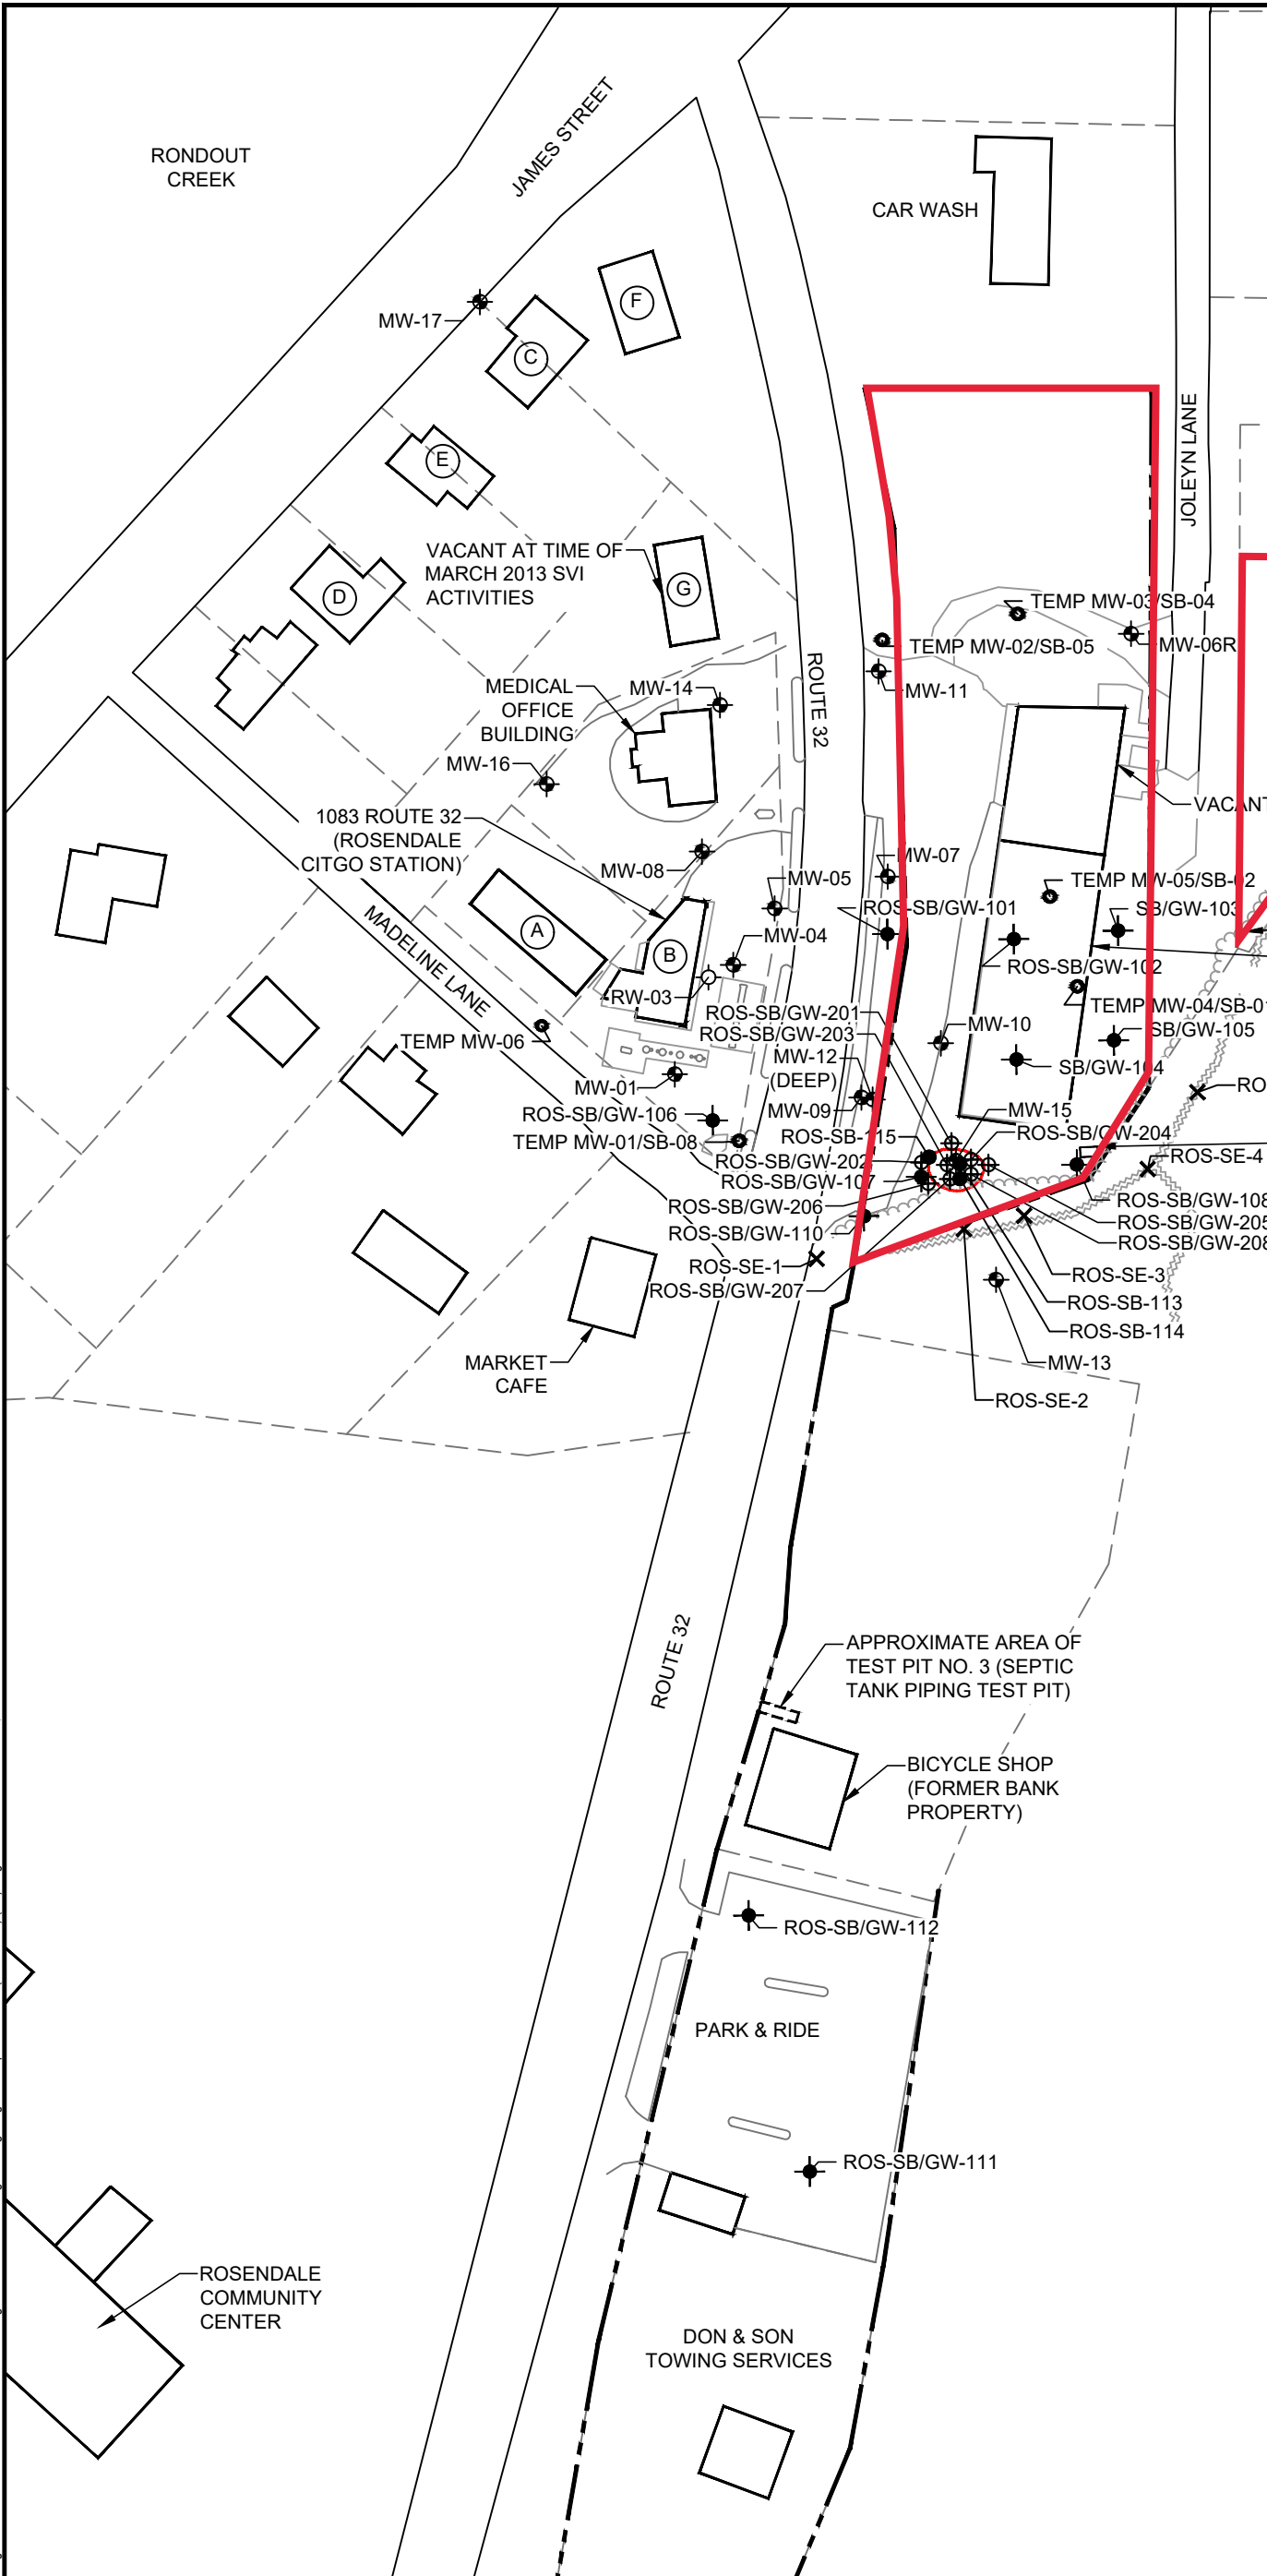 RONDOUT
CREEK
JAMES STREET
CAR WASH
F
MW-17
C
JOLEYN LANE
E
VACANT AT TIME OF
MARCH 2013 SVI
ACTIVITIES
G
D
TEMP MW-03/SB-04
TEMP MW-02/SB-05
MW-06R
ROUTE 32
MW-11
MEDICAL
OFFICE
BUILDING
MW-14
MW-16
VACANT
1083 ROUTE 32
(ROSENDALE
CITGO STATION)
MW-08
MW-07
MW-05
TEMP MW-05/SB-02
ROS-SB/GW-101
SB/GW-103
MADELINE LANE
A
B
MW-04
ROS-SB/GW-102
RW-03
TEMP MW-04/SB-01
ROS-SB/GW-201
ROS-SB/GW-203
MW-10
SB/GW-105
TEMP MW-06
MW-12
(DEEP)
SB/GW-104
MW-01
RO
MW-09
MW-15
ROS-SB/GW-106
ROS-SB-115
ROS-SB/GW-204
TEMP MW-01/SB-08
ROS-SE-4
ROS-SB/GW-202
ROS-SB/GW-107
ROS-SB/GW-206
ROS-SB/GW-108
ROS-SB/GW-205
ROS-SB/GW-110
ROS-SB/GW-208
ROS-SE-1
ROS-SE-3
ROS-SB/GW-207
ROS-SB-113
ROS-SB-114
MARKET
CAFE
MW-13
ROS-SE-2
ROUTE 32
APPROXIMATE AREA OF
TEST PIT NO. 3 (SEPTIC
TANK PIPING TEST PIT)
BICYCLE SHOP
(FORMER BANK
PROPERTY)
ROS-SB/GW-112
PARK & RIDE
ROS-SB/GW-111
ROSENDALE
COMMUNITY
CENTER
DON & SON
TOWING SERVICES